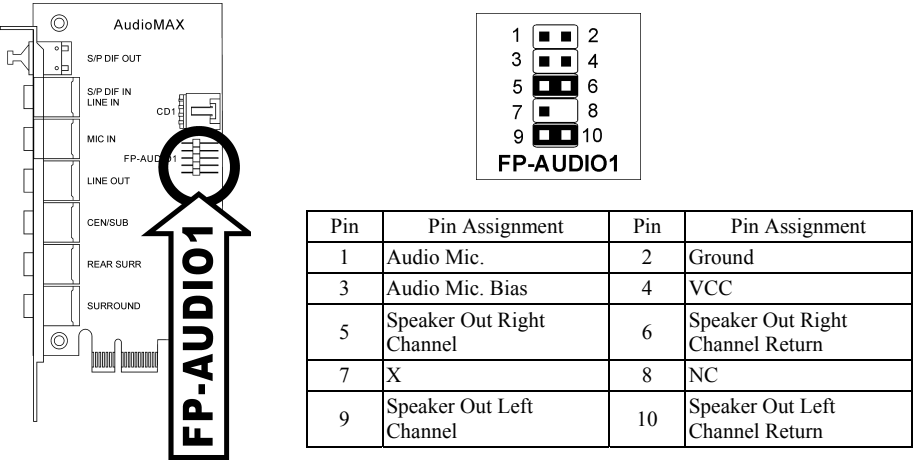 AudioMAX
S/P DIF OUT
S/P DIF IN
LINE IN
CD1
MIC IN
FP-AUDIO1
LINE OUT
CEN/SUB
REAR SURR
SURROUND
FP-AUDIO1
1 2
3 4
5 6
7 8
9 10
FP-AUDIO1
Pin Pin Assignment Pin Pin Assignment
1 Audio Mic. 2 Ground
3 Audio Mic. Bias 4 VCC
5 Speaker Out Right
Channel 6 Speaker Out Right
Channel Return
7 X 8 NC
9 Speaker Out Left
Channel 10 Speaker Out Left
Channel Return